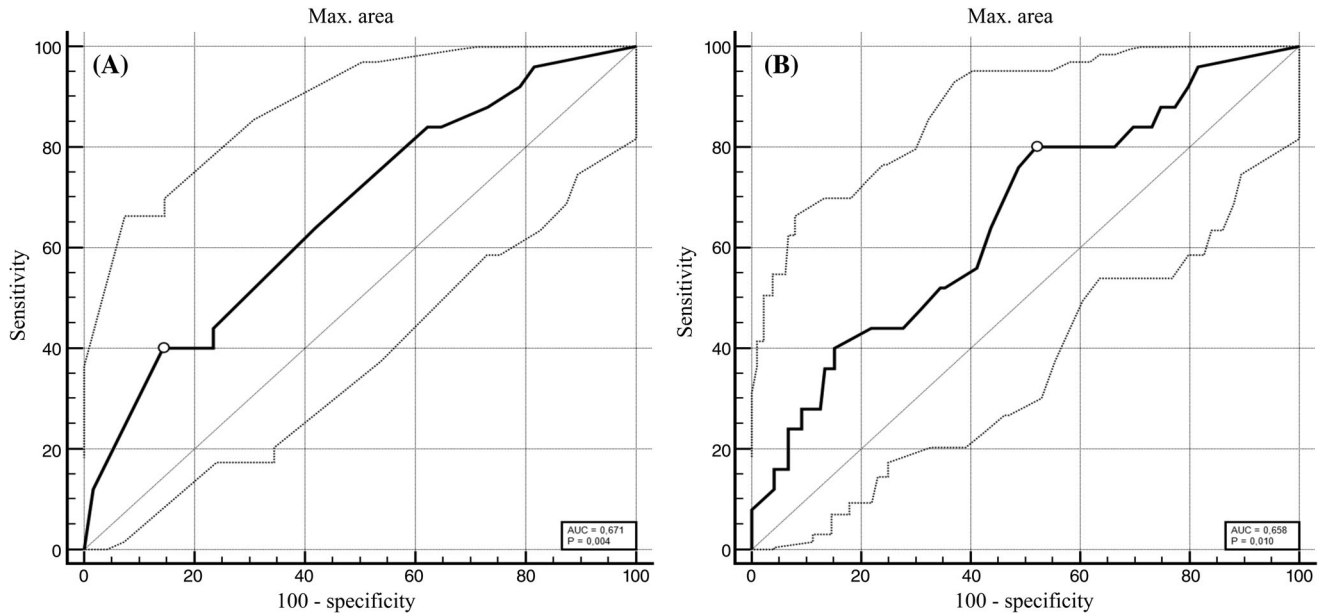 Max. area
(A)
100
80
60
40
20
0
Sensitivity
AUC = 0,671
P = 0,004
0 20 40 60 80 100
100 - specificity
Max. area
(B)
100
80
60
40
20
0
Sensitivity
AUC = 0,658
P = 0,010
0 20 40 60 80 100
100 - specificity